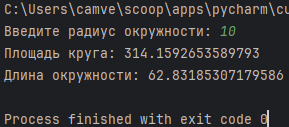 C:\Users\camve\scoop\apps\pycharm\cu
Введите радиус окружности: 10
Площадь круга: 314.1592653589793
Длина окружности: 62.83185307179586
Process finished with exit code 0